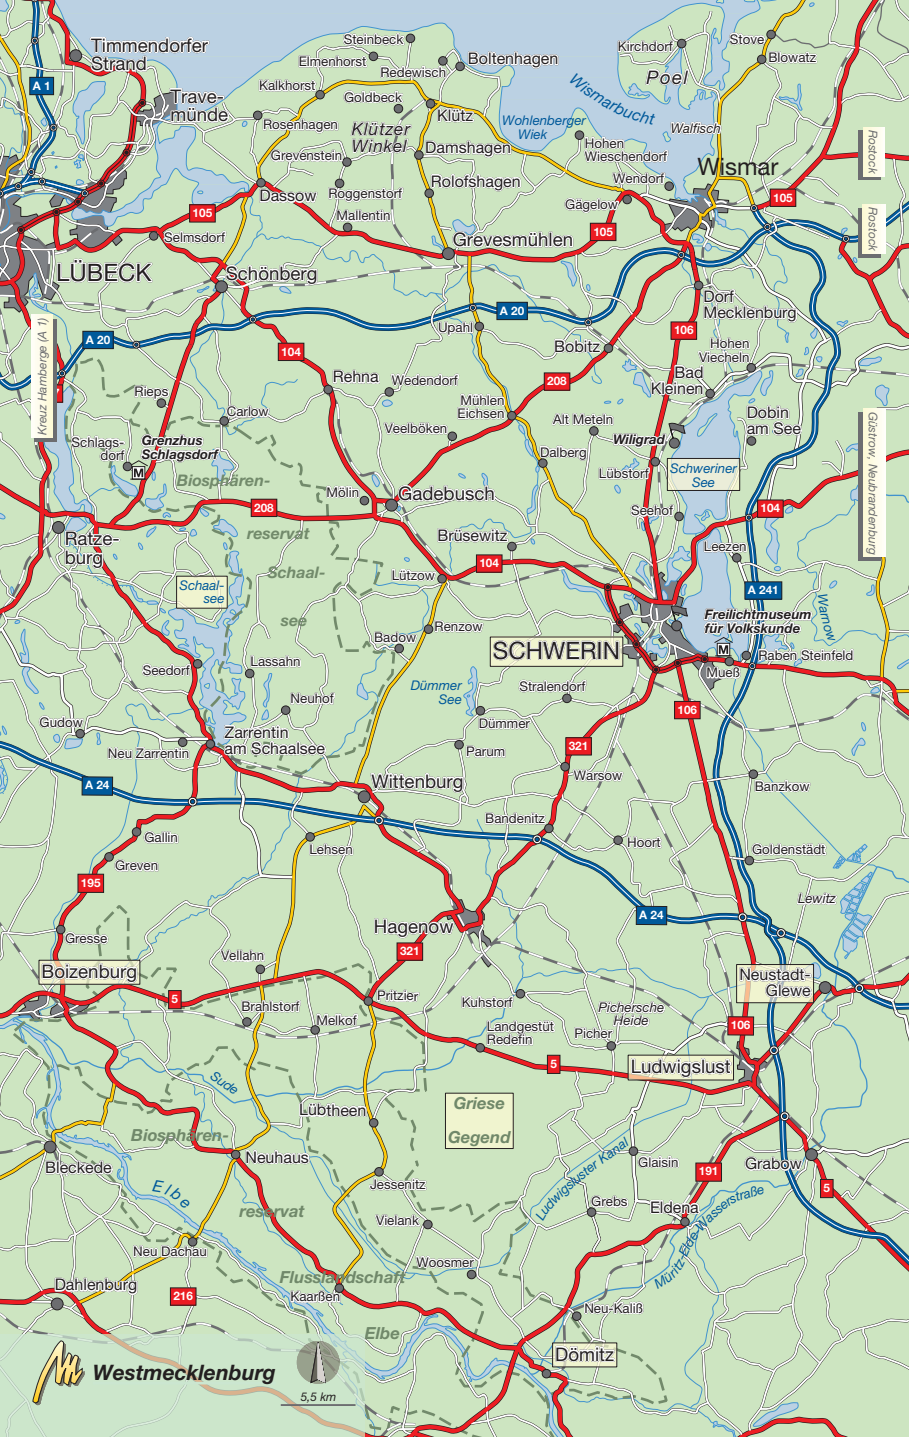 Timmendorfer
Strand
Steinbeck
Elmenhorst
Redewisch
Boltenhagen
Kirchdorf
Stove
Blowatz
Poel
A 1
Kalkhorst
Goldbeck
Klütz
Wismarbucht
Trave-
münde
Rosenhagen
Klützer
Winkel
Wohlenberger
Wiek
Walfisch
Rostock
Grevenstein
Damshagen
Hohen
Wieschendorf
Wismar
Dassow
Roggenstorf
Rolofshagen
Wendorf
Gägelow
105
105
Mallentin
105
Rostock
Selmsdorf
Grevesmühlen
LÜBECK
Schönberg
Dorf
Mecklenburg
A 20
Upahl
A 20
106
Hohen
Viecheln
Kreuz Hamberge (A 1)
104
Bobitz
Rehna
Wedendorf
208
Bad
Kleinen
Rieps
Carlow
Mühlen
Eichsen
Alt Meteln
Dobin
am See
Schlags-
dorf
Grenzhus
Schlagsdorf
M
Veelböken
Wiligrad
Dalberg
Lübstorf
Schweriner
See
Güstrow, Neubrandenburg
Biosphären-
Mölin
Gadebusch
208
Seehof
104
reservat
Ratze-
burg
Brüsewitz
Leezen
Schaal-
Lützow
104
Schaal-
see
A 241
Warnow
see
Renzow
Freilichtmuseum
für Volkskunde
Badow
SCHWERIN
M
Raben Steinfeld
Mueß
Seedorf
Lassahn
Dümmer
See
Stralendorf
Neuhof
106
Gudow
Dümmer
Zarrentin
am Schaalsee
Neu Zarrentin
Parum
321
Warsow
A 24
Wittenburg
Banzkow
Bandenitz
Gallin
Lehsen
Hoort
Goldenstädt
Greven
195
Lewitz
A 24
Hagenow
Gresse
321
Vellahn
Boizenburg
Neustadt-
Glewe
5
Pritzier
Kuhstorf
Brahlstorf
Melkof
Pichersche
Heide
Landgestüt
Redefin
Picher
106
5
Ludwigslust
Sude
Lübtheen
Griese
Gegend
Biosphären-
Bleckede
Neuhaus
Ludwigsluster Kanal
Glaisin
Grabow
191
Jessenitz
5
Elbe
reservat
Vielank
Grebs
Eldena
Müritz-Elde-Wasserstraße
Neu Dachau
Woosmer
Dahlenburg
Flusslandschaft
Kaarßen
216
Neu-Kaliß
Elbe
Dömitz
Westmecklenburg
5,5 km